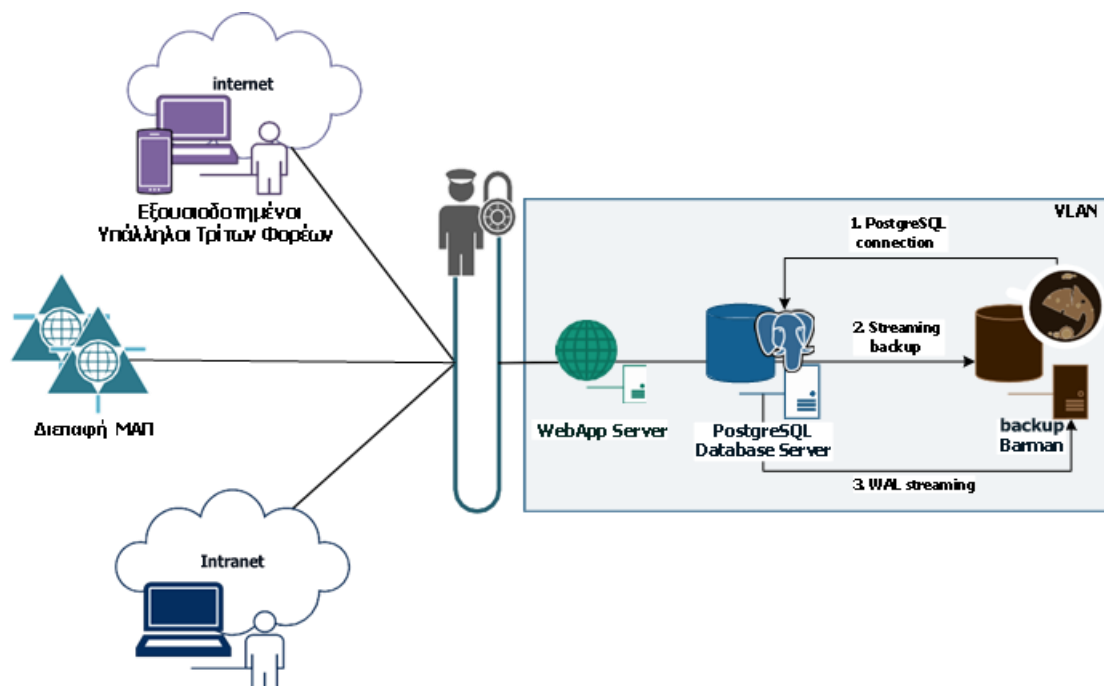 internet
Εξουσιοδοτημένοι
Υπάλληλοι Τρίτων Φορέων
Διεπαφή ΜΑΠ
Intranet
VLAN
1. PostgreSQL
connection
2. Streaming
backup
WebApp Server
PostgreSQL
Database Server
backup
Barman
3. WAL streaming